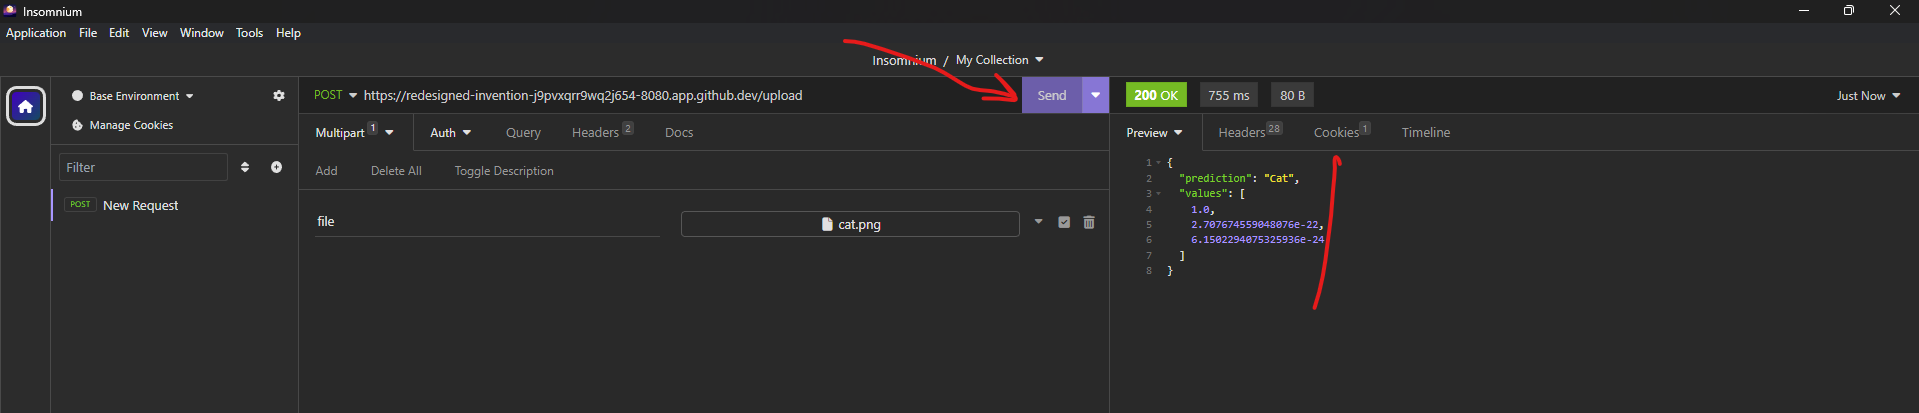 Insomnium
Application File Edit View Window Tools Help
Insomnium / My Collection
Base Environment
Manage Cookies
Filter
POST New Request
POST https://redesigned-invention-j9pvxqrr9wq2j654-8080.app.github.dev/upload Send
Multipart 1 Auth Query Headers 2 Docs
Add Delete All Toggle Description
file cat.png
200 OK 755 ms 80 B Just Now
Preview Headers 28 Cookies 1 Timeline
1 {
2 "prediction": "Cat",
3 "values": [
4 1.0,
5 2.707674559048076e-22,
6 6.1502294075325936e-24
7 ]
8 }